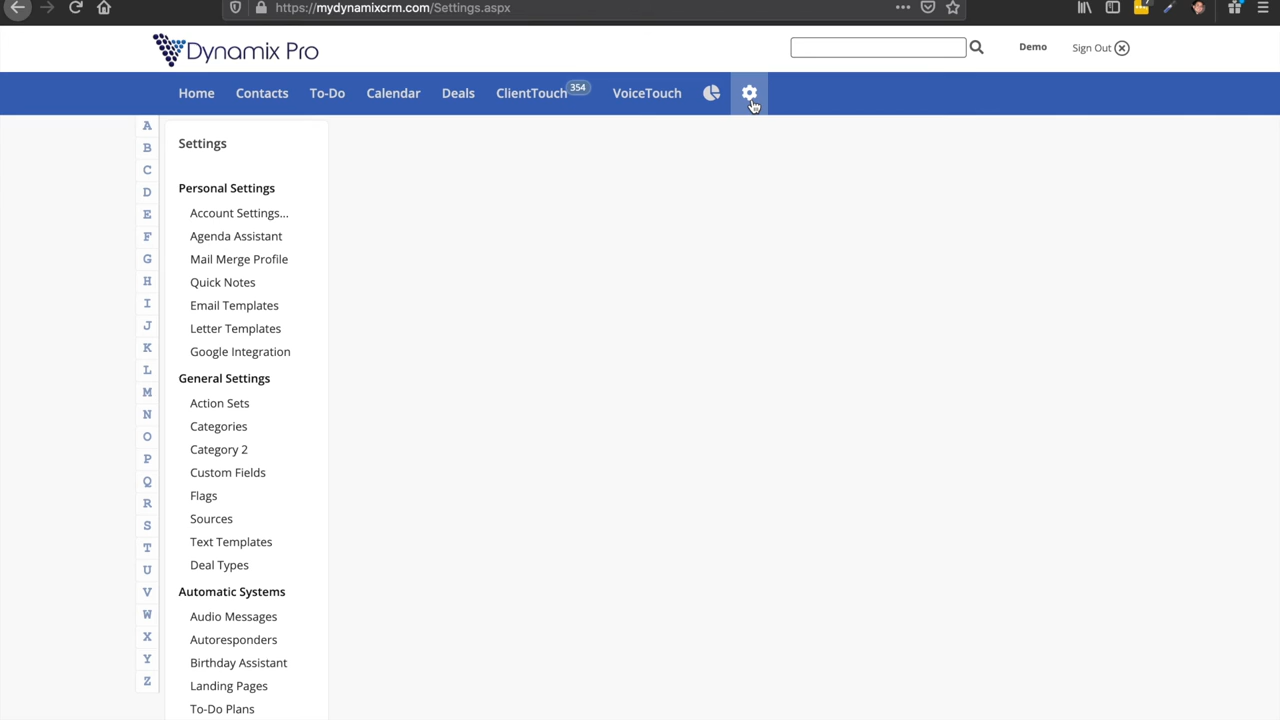 https://mydynamixcrm.com/Settings.aspx
Dynamix Pro
Demo
Sign Out
Home
Contacts
To-Do
Calendar
Deals
ClientTouch 354
VoiceTouch
A
B
C
D
E
F
G
H
I
J
K
L
M
N
O
P
Q
R
S
T
U
V
W
X
Y
Z
Settings
Personal Settings
Account Settings...
Agenda Assistant
Mail Merge Profile
Quick Notes
Email Templates
Letter Templates
Google Integration
General Settings
Action Sets
Categories
Category 2
Custom Fields
Flags
Sources
Text Templates
Deal Types
Automatic Systems
Audio Messages
Autoresponders
Birthday Assistant
Landing Pages
To-Do Plans